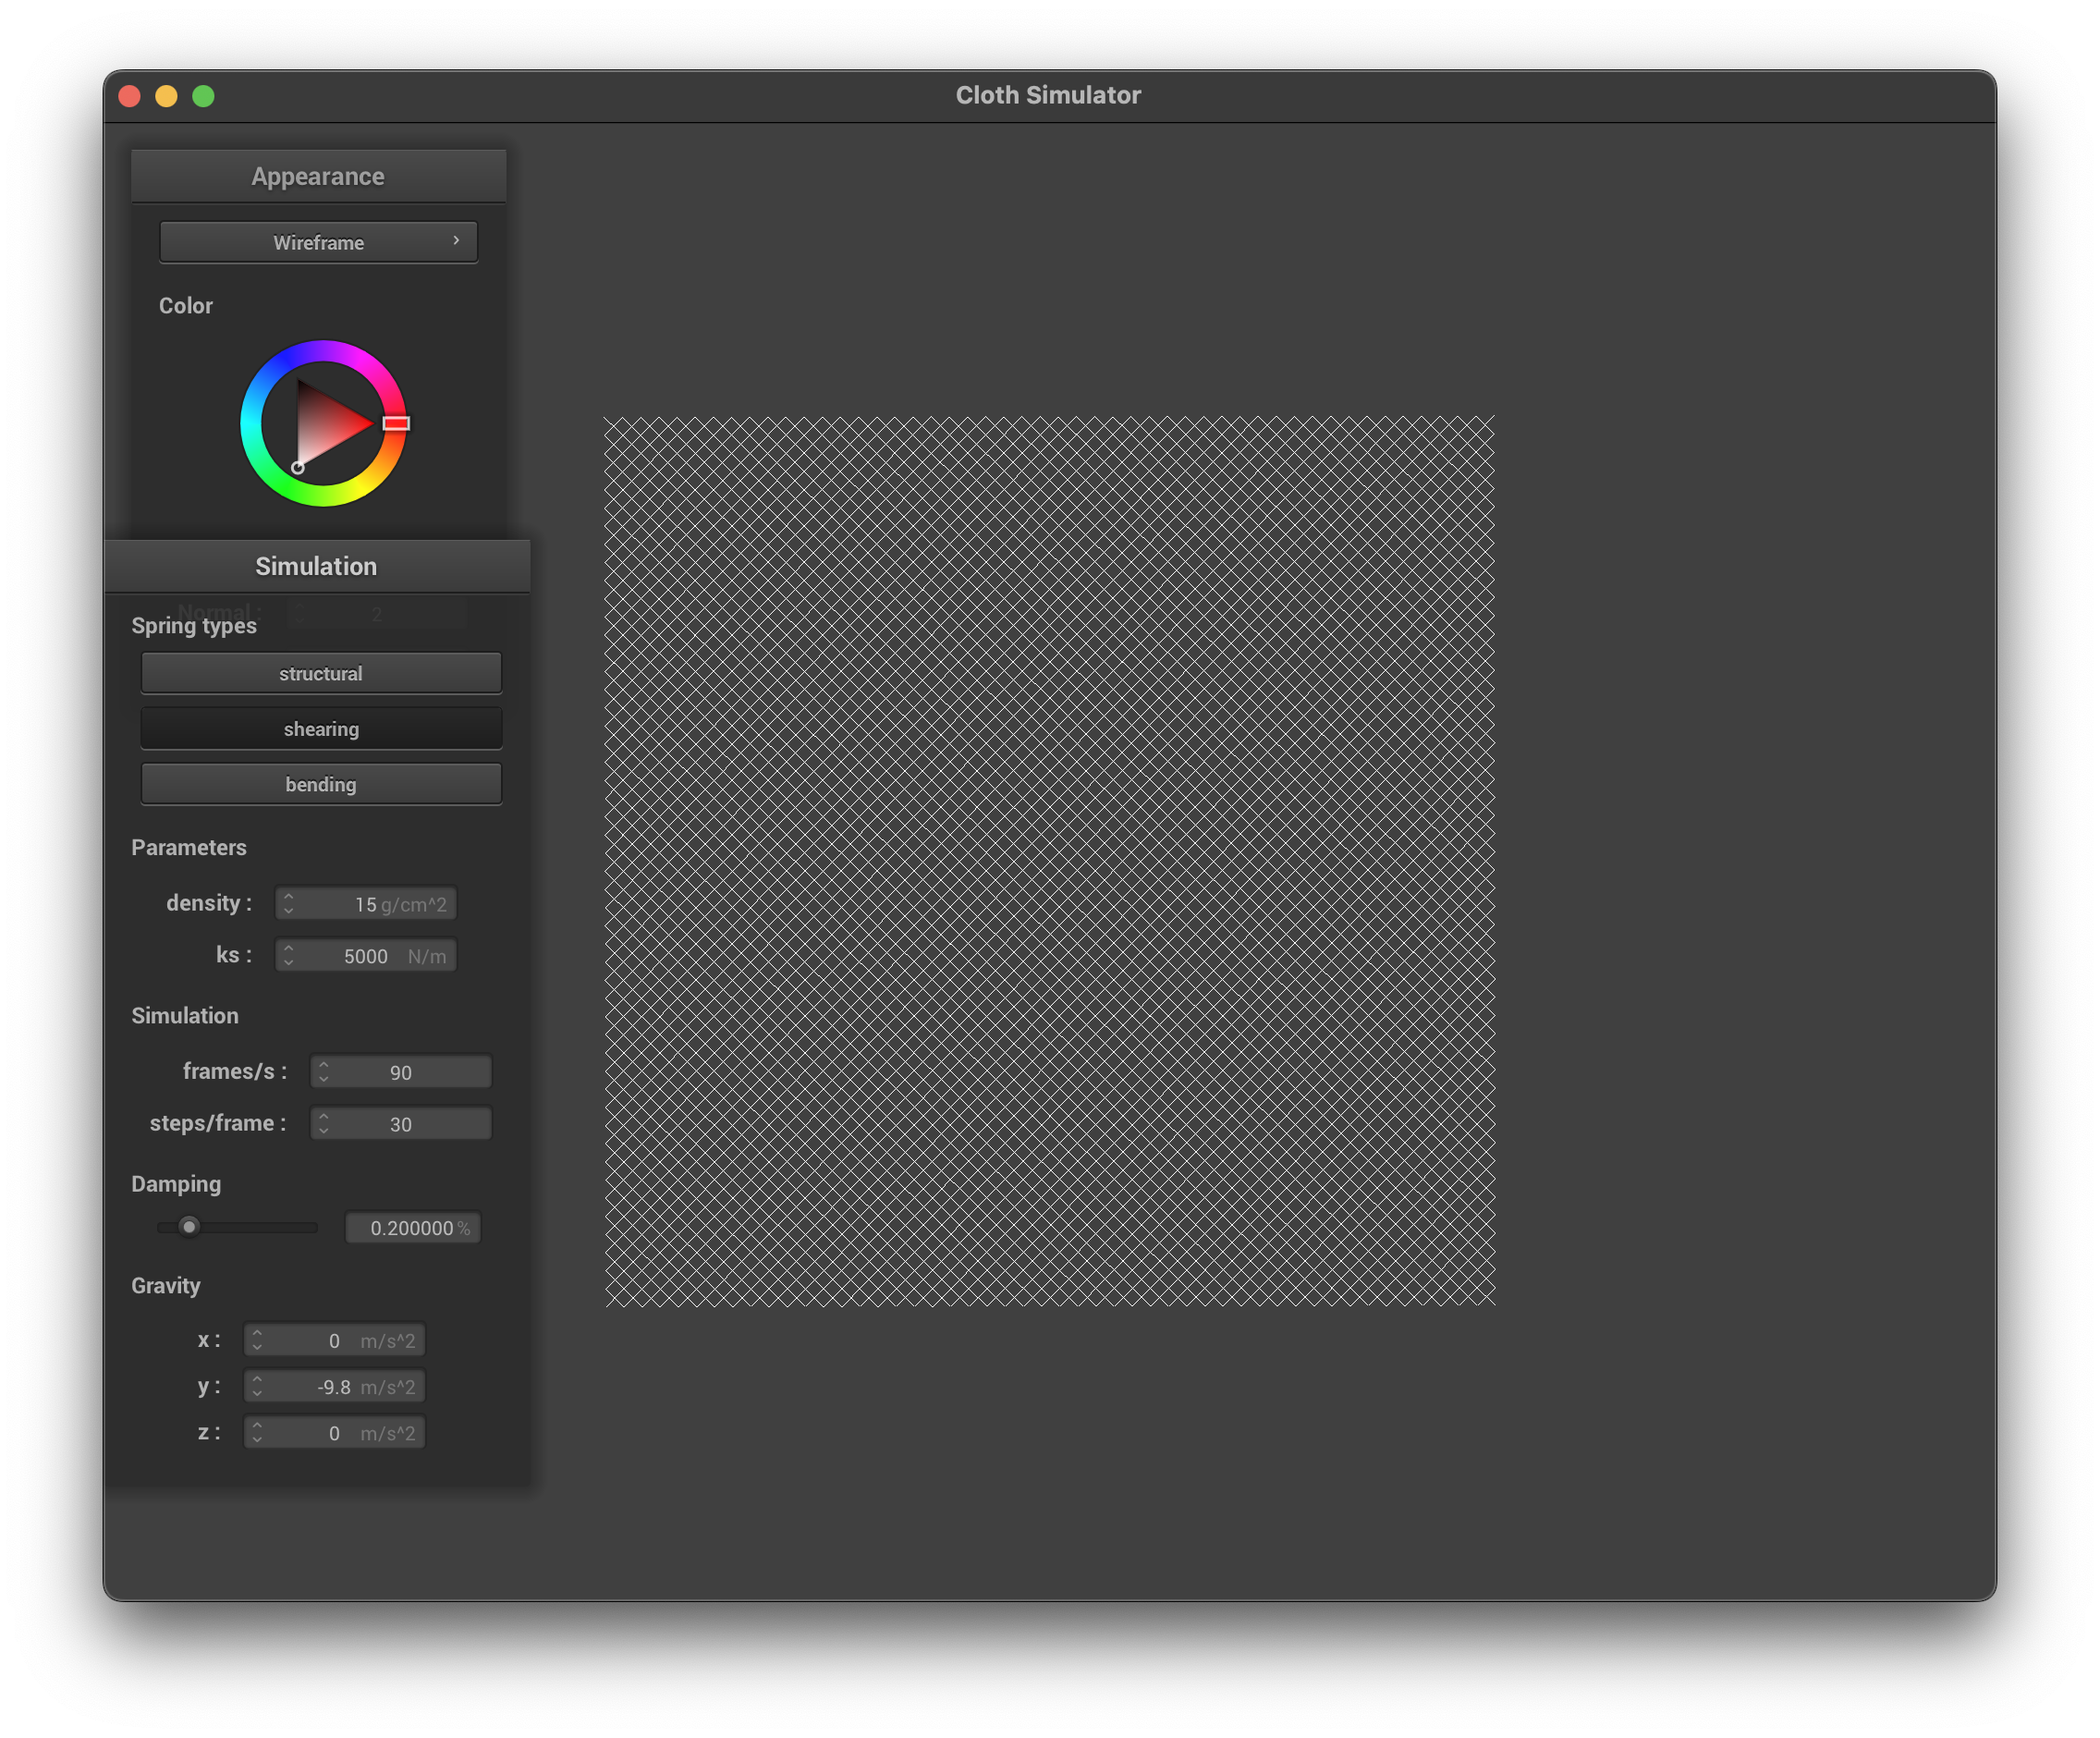 Cloth Simulator
Appearance
Wireframe
Color
Simulation
Normal : 2
Spring types
structural
shearing
bending
Parameters
density : 15 g/cm^2
ks : 5000 N/m
Simulation
frames/s : 90
steps/frame : 30
Damping
0.200000 %
Gravity
x : 0 m/s^2
y : -9.8 m/s^2
z : 0 m/s^2